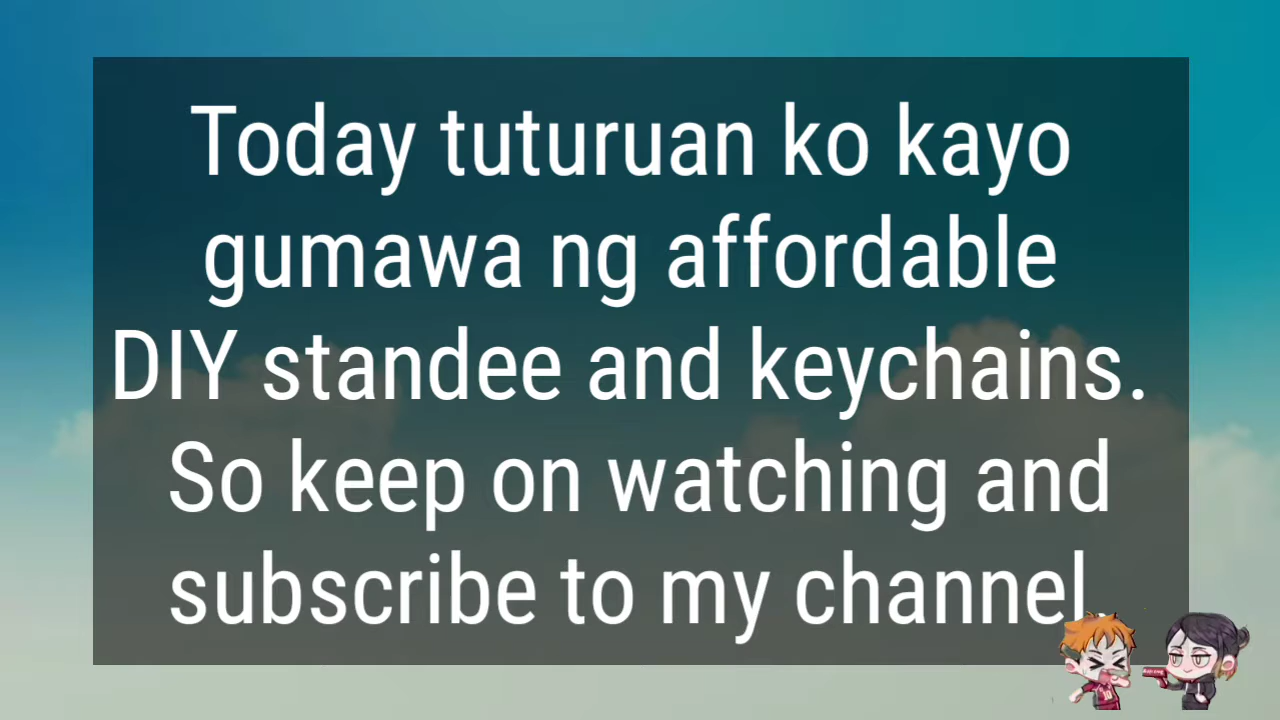 Today tuturuan ko kayo
gumawa ng affordable
DIY standee and keychains.
So keep on watching and
subscribe to my channel.